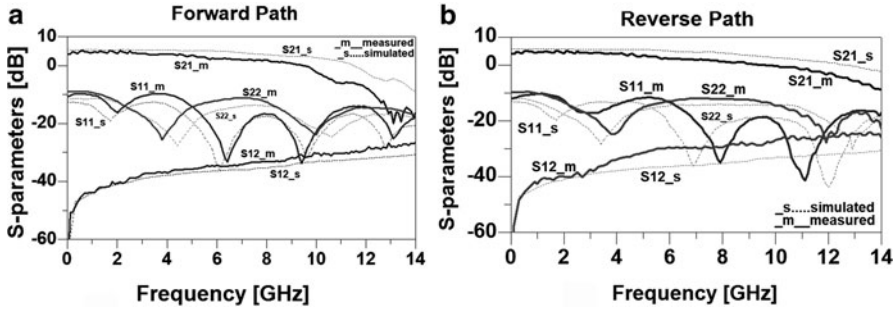 a
Forward Path
S-parameters [dB]
10
0
-20
-40
-60
S21_s
_m__measured
_s.....simulated
S21_m
S11_m
S22_m
S11_s
S22_s
S12_m
S12_s
0
2
4
6
8
10
12
14
Frequency [GHz]
b
Reverse Path
S-parameters [dB]
10
0
-20
-40
-60
S21_s
S21_m
S11_m
S22_m
S11_s
S22_s
S12_m
S12_s
_s.....simulated
_m__measured
0
2
4
6
8
10
12
14
Frequency [GHz]